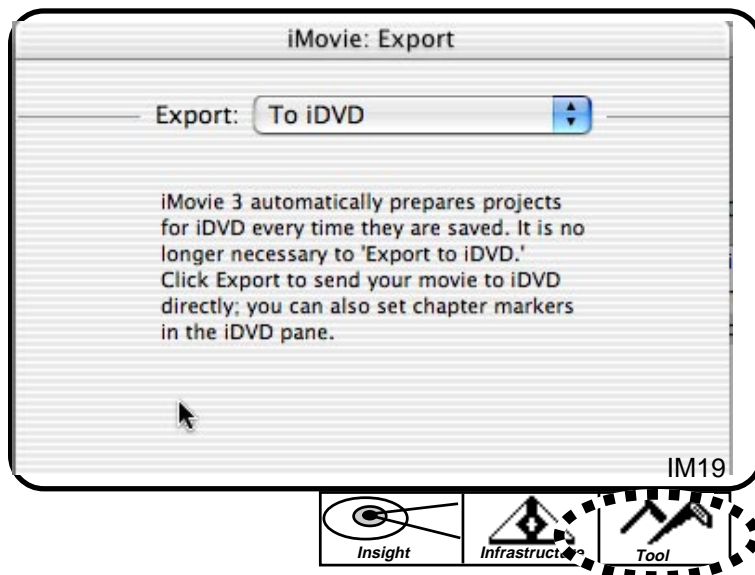 iMovie: Export
Export: To iDVD
iMovie 3 automatically prepares projects
for iDVD every time they are saved. It is no
longer necessary to 'Export to iDVD.'
Click Export to send your movie to iDVD
directly; you can also set chapter markers
in the iDVD pane.
IM19
Insight Infrastructure Tool